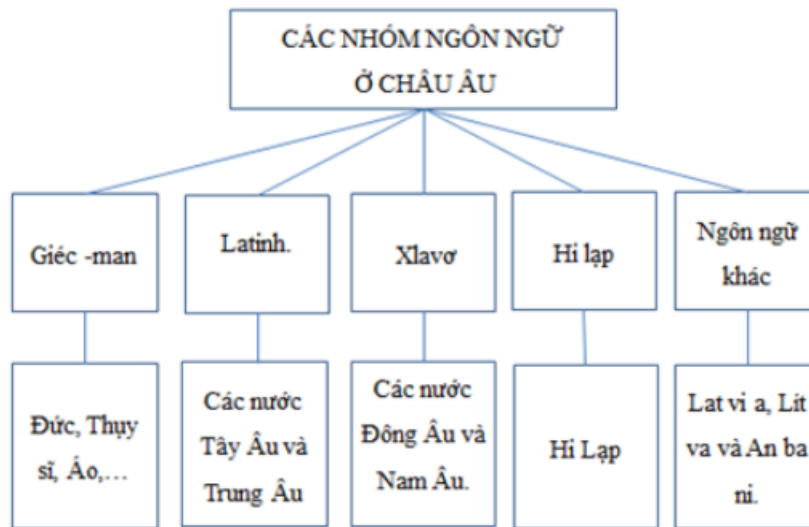 CÁC NHÓM NGÔN NGỮ
Ở CHÂU ÂU
Giéc -man
Latinh.
Xlavơ
Hi lạp
Ngôn ngữ
khác
Đức, Thụy
sĩ, Áo,...
Các nước
Tây Âu và
Trung Âu
Các nước
Đông Âu và
Nam Âu.
Hi Lạp
Lat vi a, Lít
va và An ba
ni.